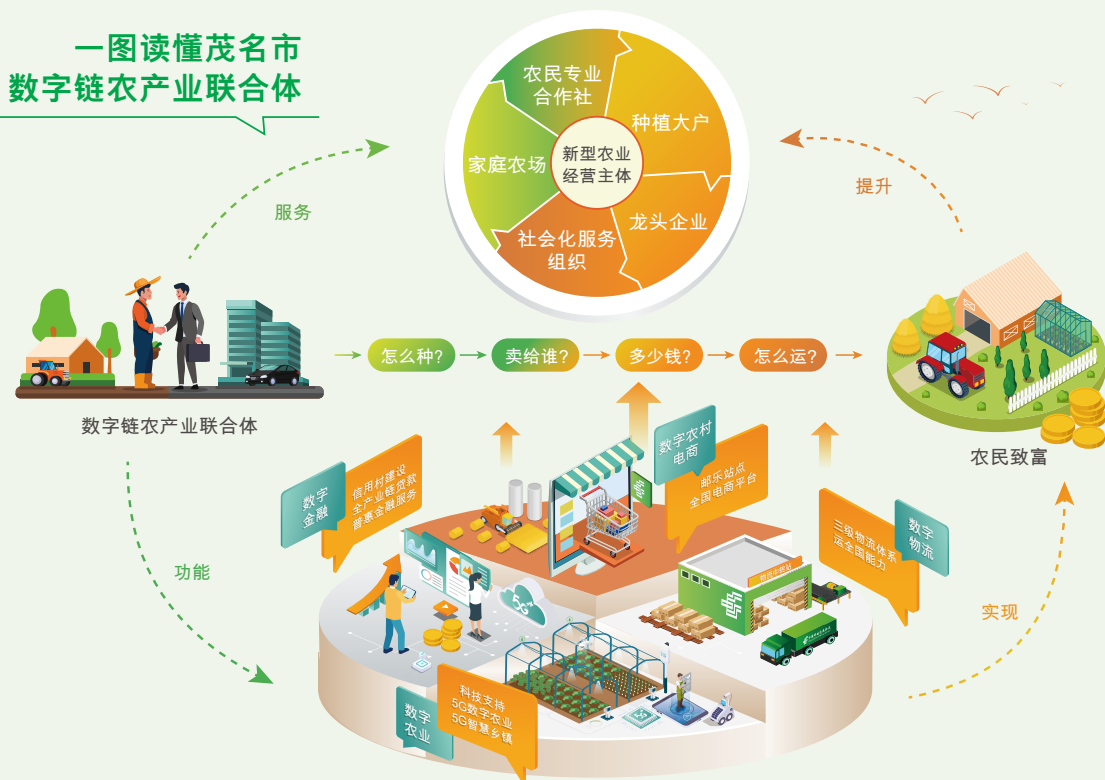 一图读懂茂名市
数字链农产业联合体
农民专业
合作社
种植大户
家庭农场
新型农业
经营主体
龙头企业
社会化服务
组织
服务
提升
怎么种?
卖给谁?
多少钱?
怎么运?
数字链农产业联合体
农民致富
数字
金融
信用村建设
全产业链贷款
普惠金融服务
数字农村
电商
邮乐站点
全国电商平台
三级物流体系
运全国能力
数字
物流
功能
实现
5G
物流中转站
数字
农业
科技支持
5G数字农业
5G智慧乡镇
5G